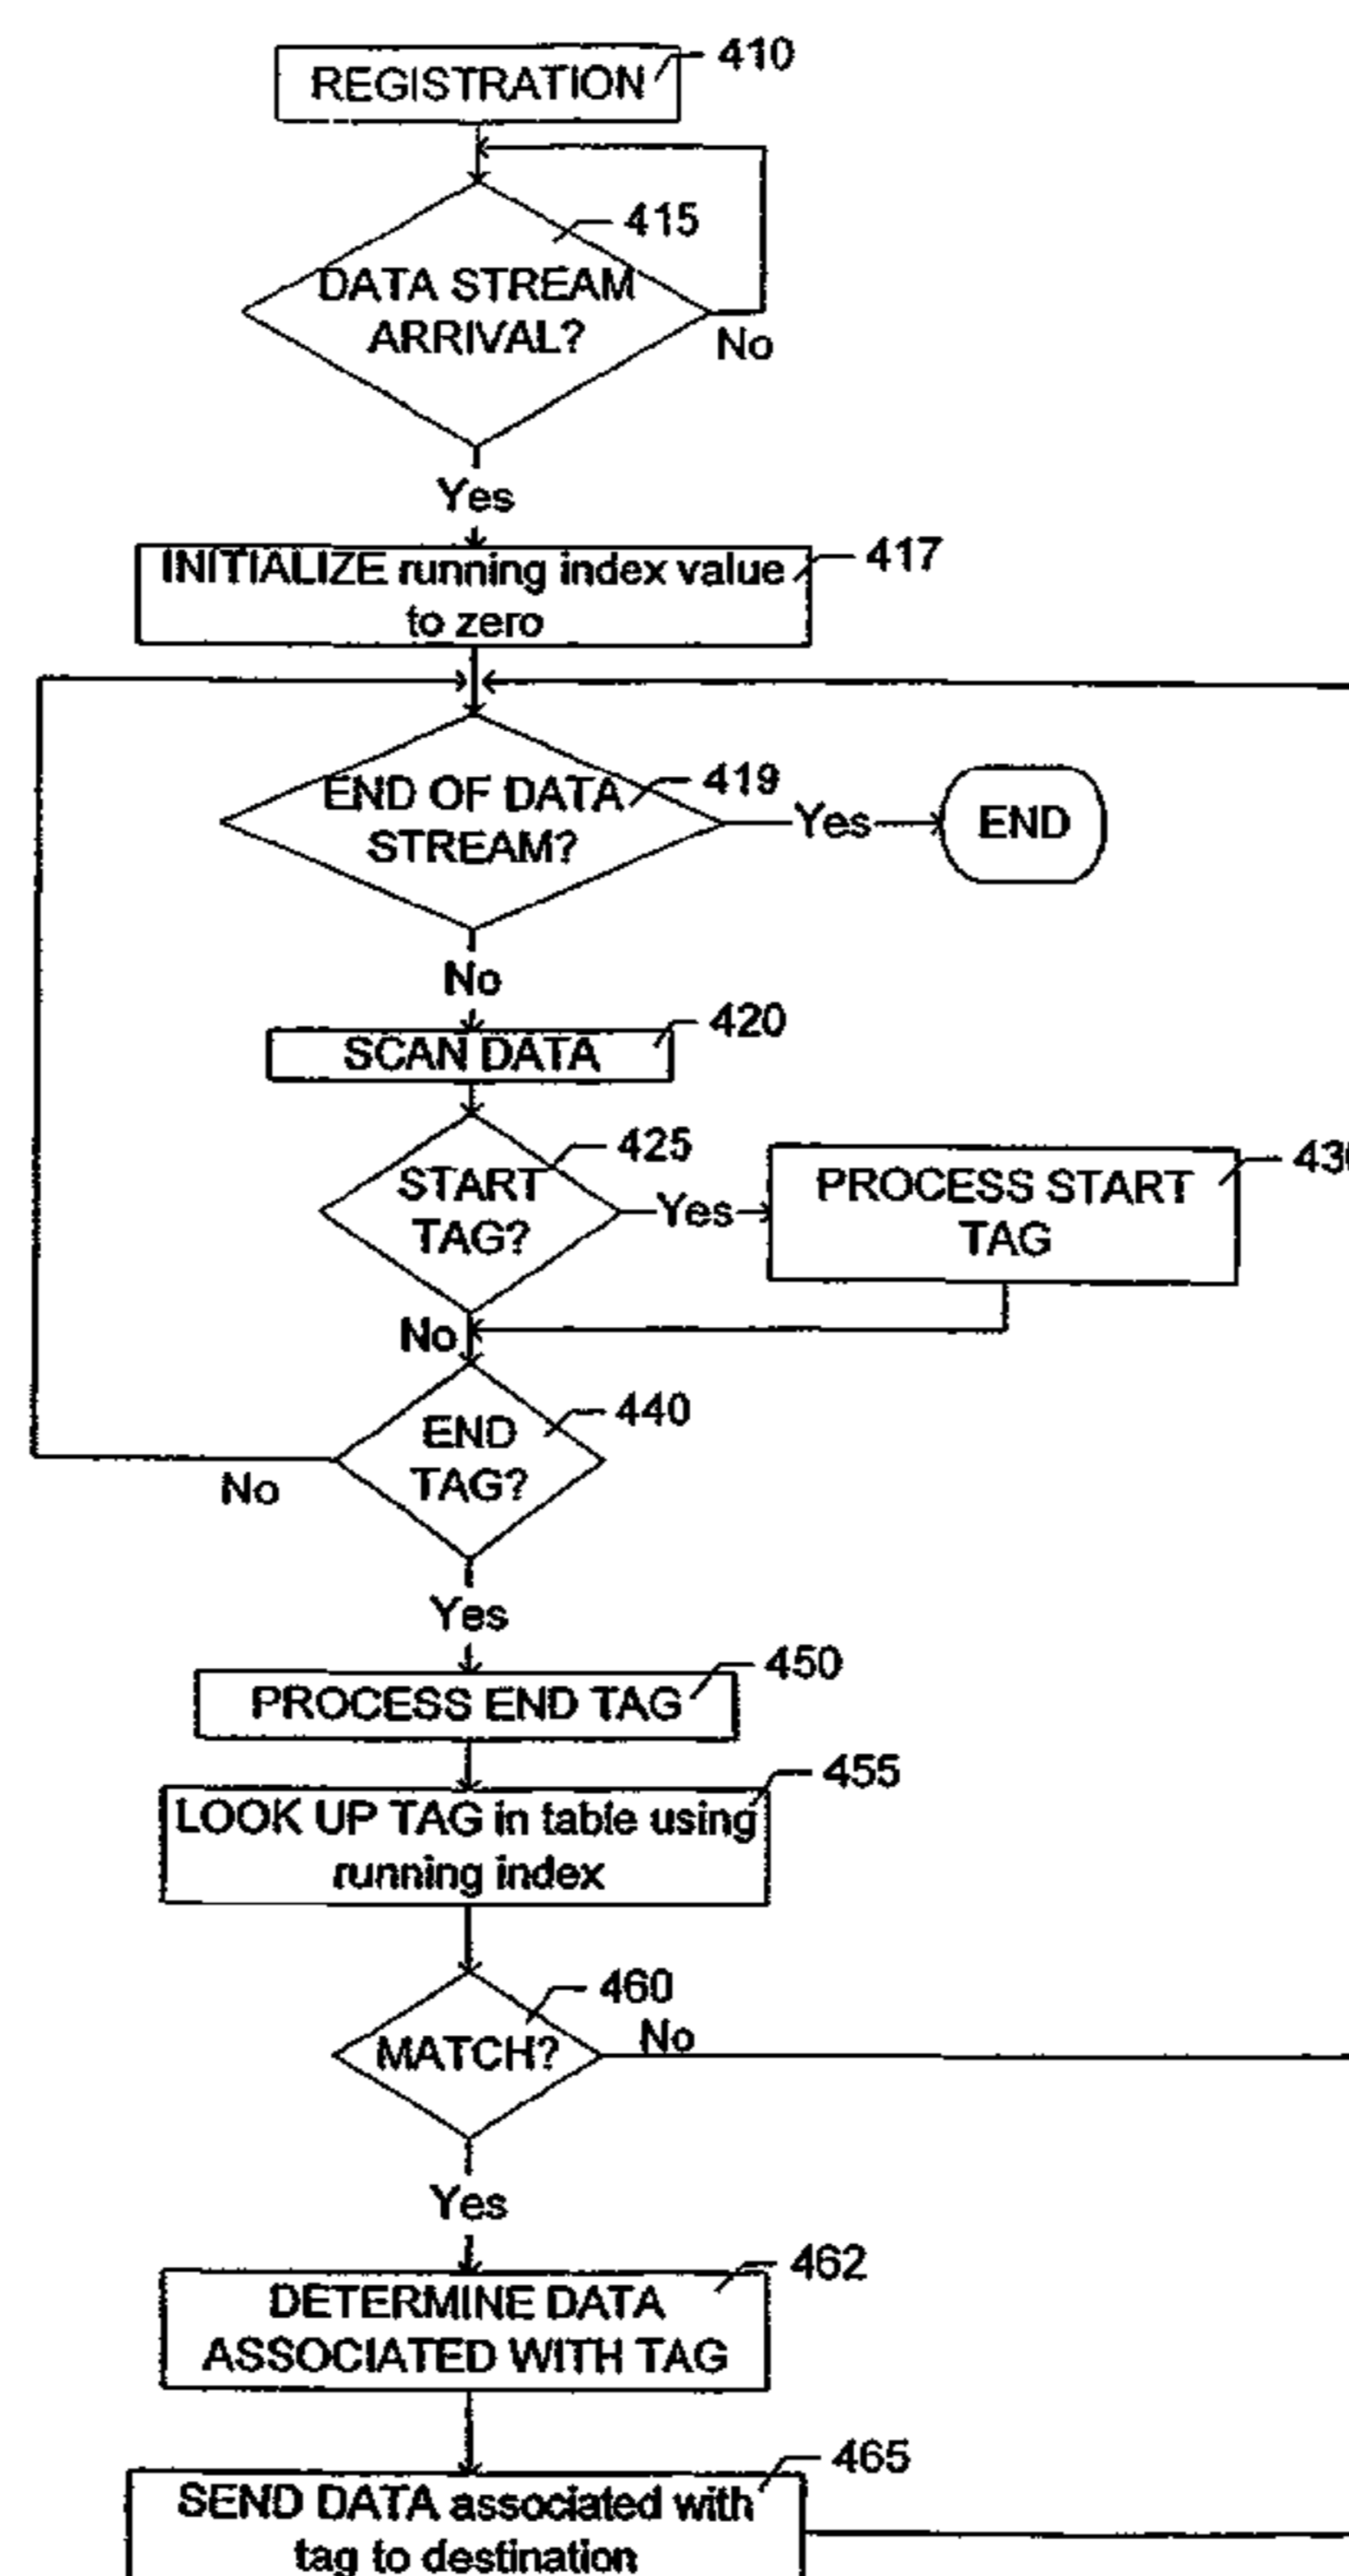 REGISTRATION
410
415
DATA STREAM
ARRIVAL?
No
Yes
417
INITIALIZE running index value
to zero
419
END OF DATA
STREAM?
Yes
END
No
420
SCAN DATA
425
START
TAG?
Yes
PROCESS START
TAG
No
440
END
TAG?
No
Yes
450
PROCESS END TAG
455
LOOK UP TAG in table using
running index
460
MATCH?
No
Yes
462
DETERMINE DATA
ASSOCIATED WITH TAG
465
SEND DATA associated with
tag to destination